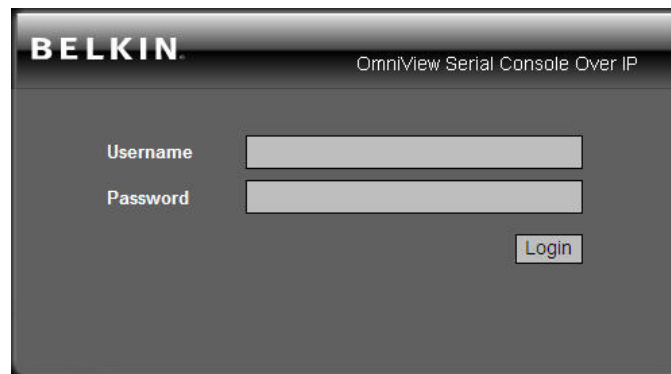 BELKIN.
OmniView Serial Console Over IP
Username
Password
Login